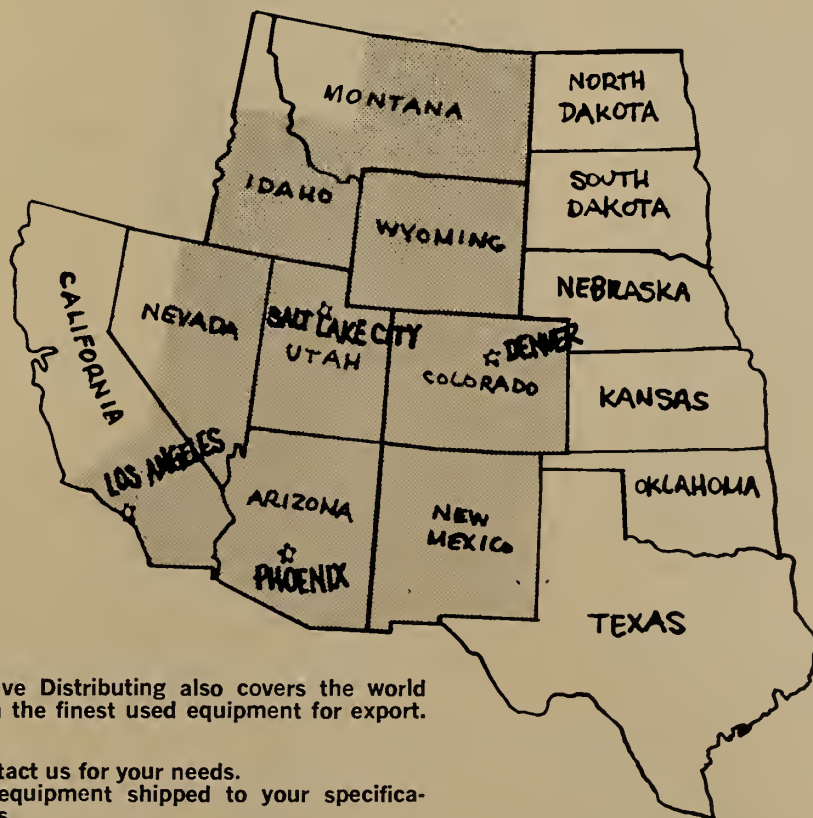 MONTANA
NORTH
DAKOTA
IDAHO
SOUTH
DAKOTA
WYOMING
CALIFORNIA
NEVADA
SALT LAKE CITY
UTAH
DENVER
COLORADO
NEBRASKA
KANSAS
LOS ANGELES
ARIZONA
PHOENIX
NEW
MEXICO
OKLAHOMA
TEXAS
ve Distributing also covers the world
the finest used equipment for export.
tact us for your needs.
equipment shipped to your specifica-